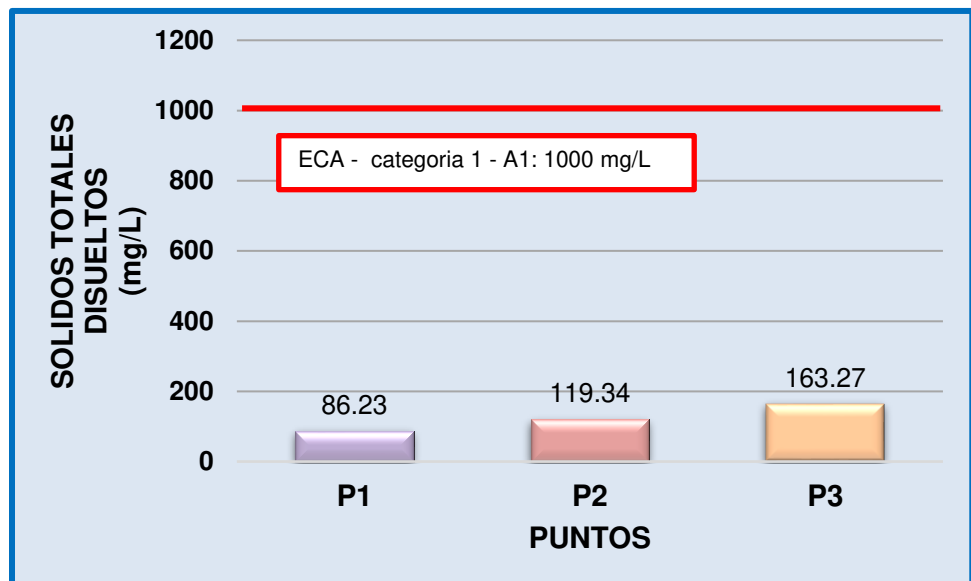 1200
1000
800
600
400
200
0
SOLIDOS TOTALES
DISUELTOS
(mg/L)
ECA - categoria 1 - A1: 1000 mg/L
86.23
119.34
163.27
P1
P2
P3
PUNTOS